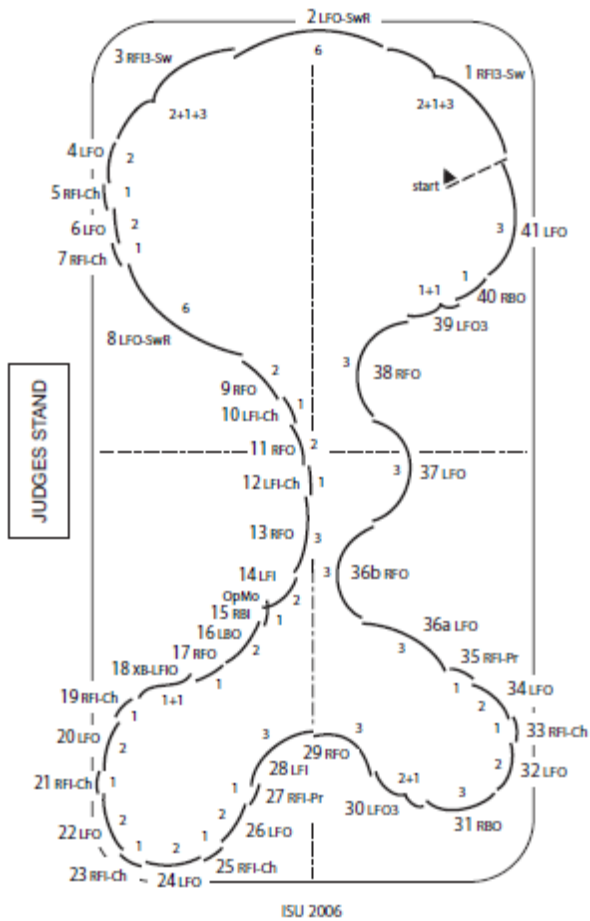 2 LFO-SwR
6
3 RFI3-Sw
1 RFI3-Sw
2+1+3
2+1+3
4 LFO
2
start
5 RFI-Ch
1
6 LFO
2
3
41 LFO
7 RFI-Ch
1
1
40 RBO
1+1
39 LFO3
6
8 LFO-SwR
3
38 RFO
2
9 RFO
1
10 LFI-Ch
JUDGES STAND
11 RFO
2
3
37 LFO
12 LFI-Ch
1
13 RFO
3
14 LFI
3
36b RFO
OpMo
2
15 RBI
1
16 LBO
36a LFO
17 RFO
2
3
35 RFI-Pr
18 XB-LFIO
1
1
34 LFO
19 RFI-Ch
1+1
2
1
33 RFI-Ch
1
20 LFO
2
3
29 RFO
3
2
32 LFO
28 LFI
2+1
21 RFI-Ch
1
1
27 RFI-Pr
30 LFO3
3
31 RBO
2
2
26 LFO
22 LFO
1
2
1
25 RFI-Ch
23 RFI-Ch
24 LFO
ISU 2006